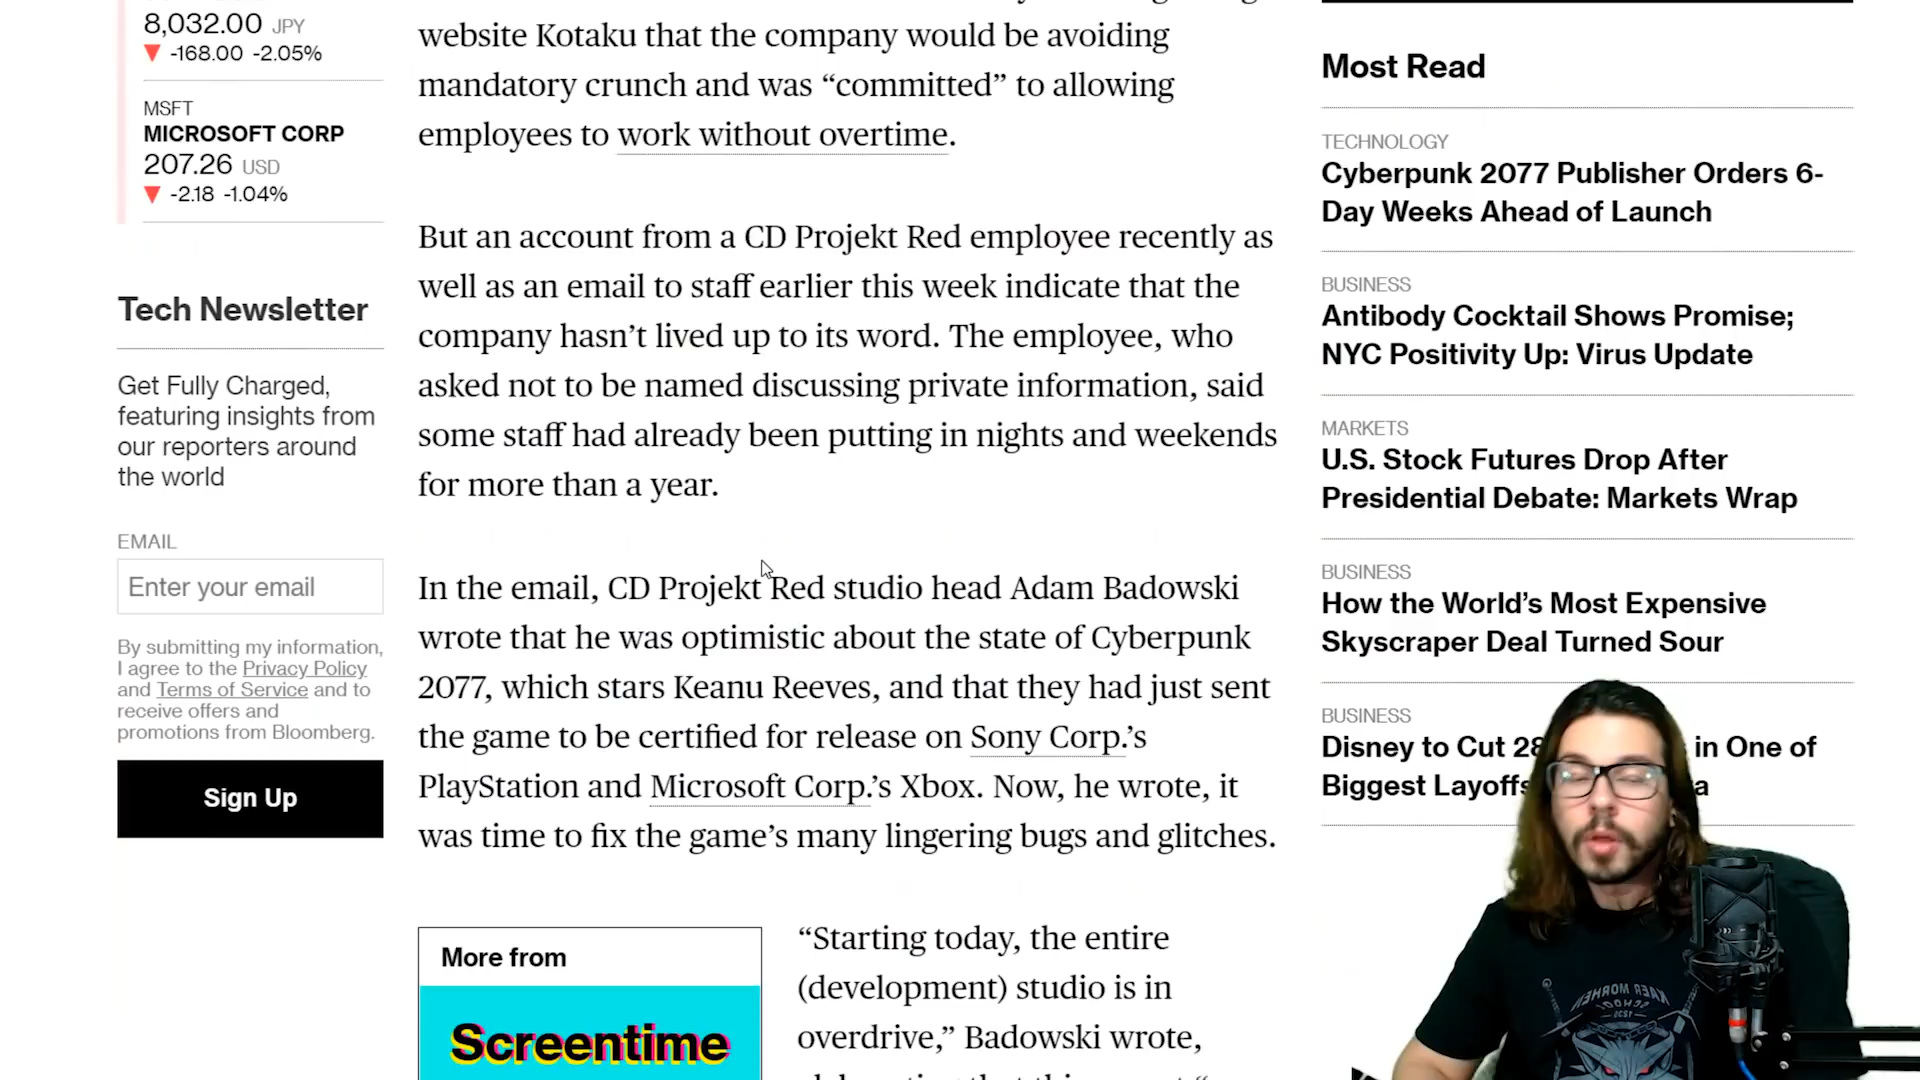 8,032.00 JPY
-168.00 -2.05%
MSFT
MICROSOFT CORP
207.26 USD
-2.18 -1.04%
Tech Newsletter
Get Fully Charged,
featuring insights from
our reporters around
the world
EMAIL
Enter your email
By submitting my information,
I agree to the Privacy Policy
and Terms of Service and to
receive offers and
promotions from Bloomberg.
Sign Up
website Kotaku that the company would be avoiding
mandatory crunch and was “committed” to allowing
employees to work without overtime.
But an account from a CD Projekt Red employee recently as
well as an email to staff earlier this week indicate that the
company hasn’t lived up to its word. The employee, who
asked not to be named discussing private information, said
some staff had already been putting in nights and weekends
for more than a year.
In the email, CD Projekt Red studio head Adam Badowski
wrote that he was optimistic about the state of Cyberpunk
2077, which stars Keanu Reeves, and that they had just sent
the game to be certified for release on Sony Corp.’s
PlayStation and Microsoft Corp.’s Xbox. Now, he wrote, it
was time to fix the game’s many lingering bugs and glitches.
More from
Screentime
“Starting today, the entire
(development) studio is in
overdrive,” Badowski wrote,
Most Read
TECHNOLOGY
Cyberpunk 2077 Publisher Orders 6-
Day Weeks Ahead of Launch
BUSINESS
Antibody Cocktail Shows Promise;
NYC Positivity Up: Virus Update
MARKETS
U.S. Stock Futures Drop After
Presidential Debate: Markets Wrap
BUSINESS
How the World’s Most Expensive
Skyscraper Deal Turned Sour
BUSINESS
Disney to Cut 28 in One of
Biggest Layoffs
KAER MORHEN